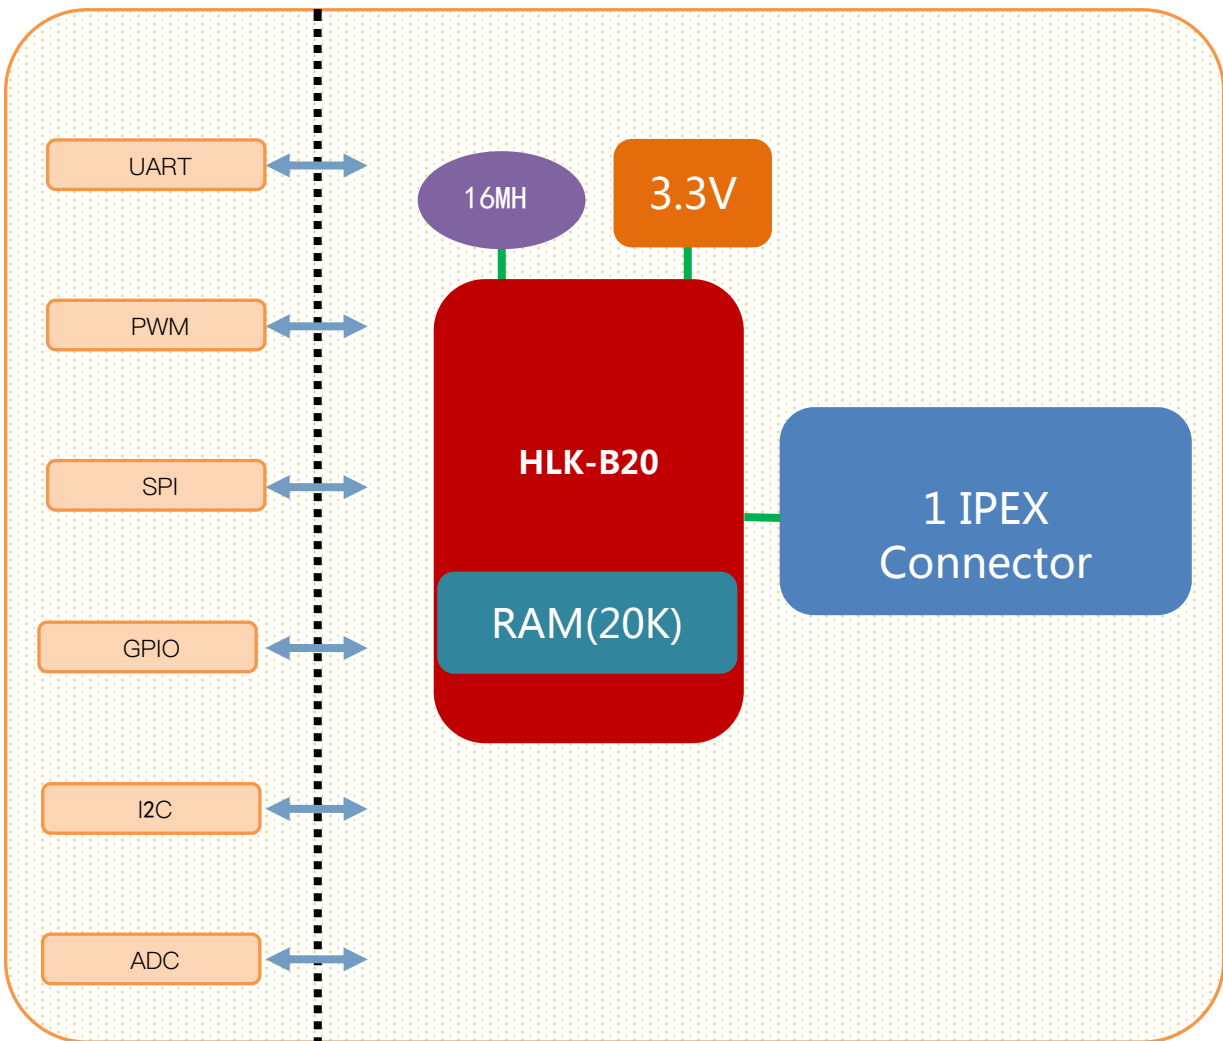 UART
16MH
3.3V
PWM
HLK-B20
SPI
1 IPEX
Connector
RAM(20K)
GPIO
I2C
ADC